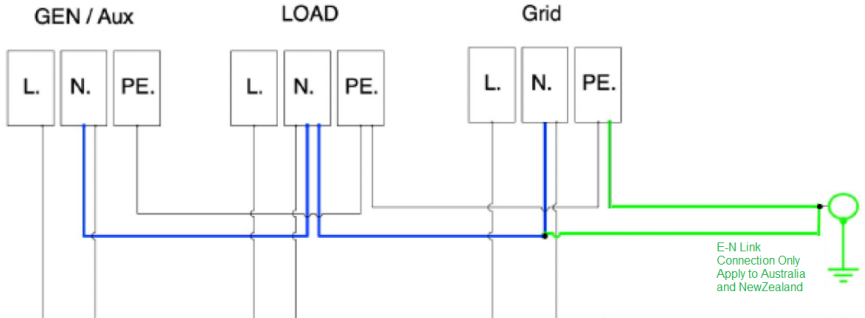 GEN / Aux
LOAD
Grid
L. N. PE.
L. N. PE.
L. N. PE.
E-N Link
Connection Only
Apply to Australia
and NewZealand